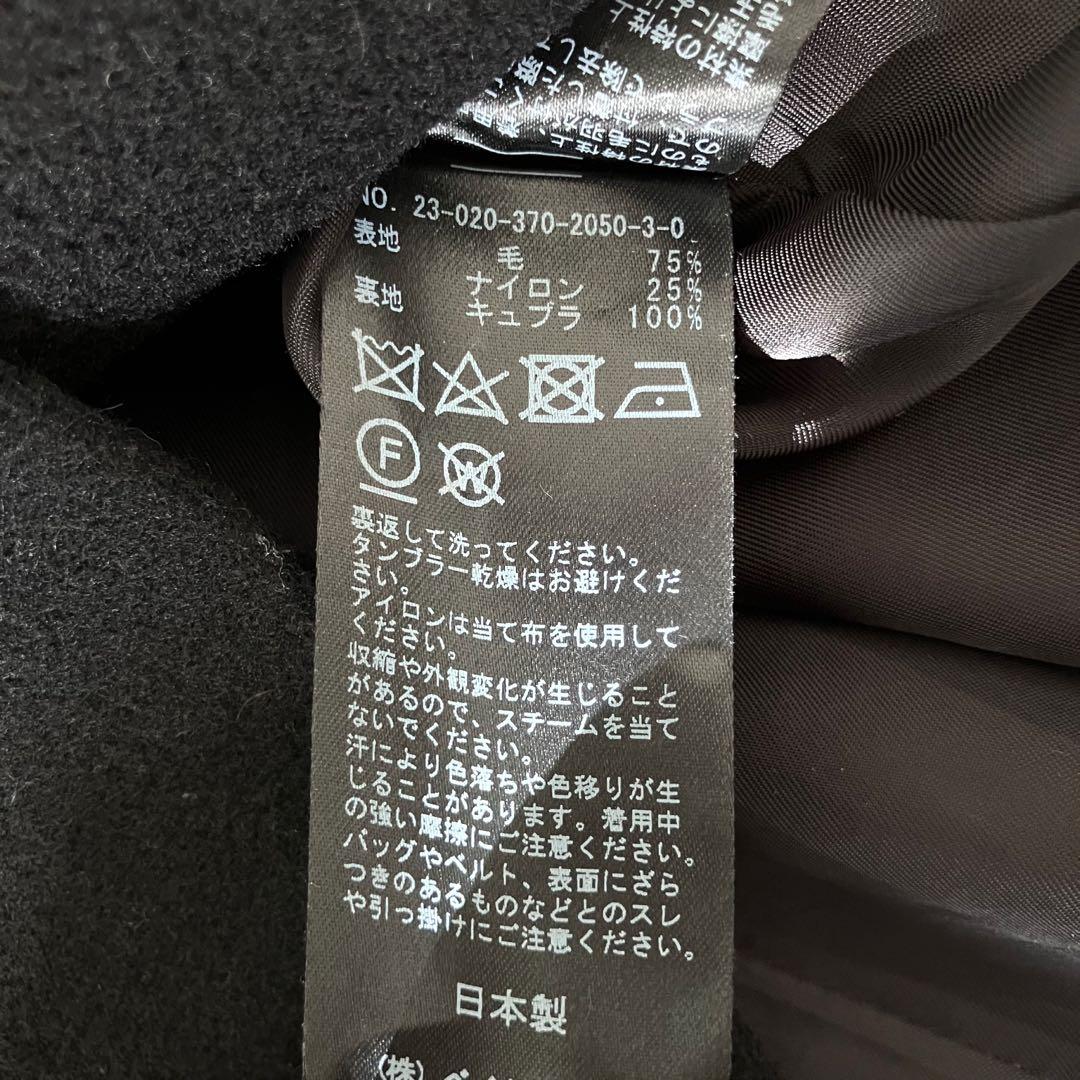 NO. 23-020-370-2050-3-0
表地 毛 75%
ナイロン 25%
裏地 キュプラ 100%
F
W
裏返して洗ってください。
タンブラー乾燥はお避けくだ
さい。
アイロンは当て布を使用して
ください。
収縮や外観変化が生じること
があるので、スチームを当て
ないでください。
汗により色落ちや色移りが生
じることがあります。着用中
の強い摩擦にご注意ください。
バッグやベルト、表面にざら
つきのあるものなどとのスレ
や引っ掛けにご注意ください。
日本製
(株)